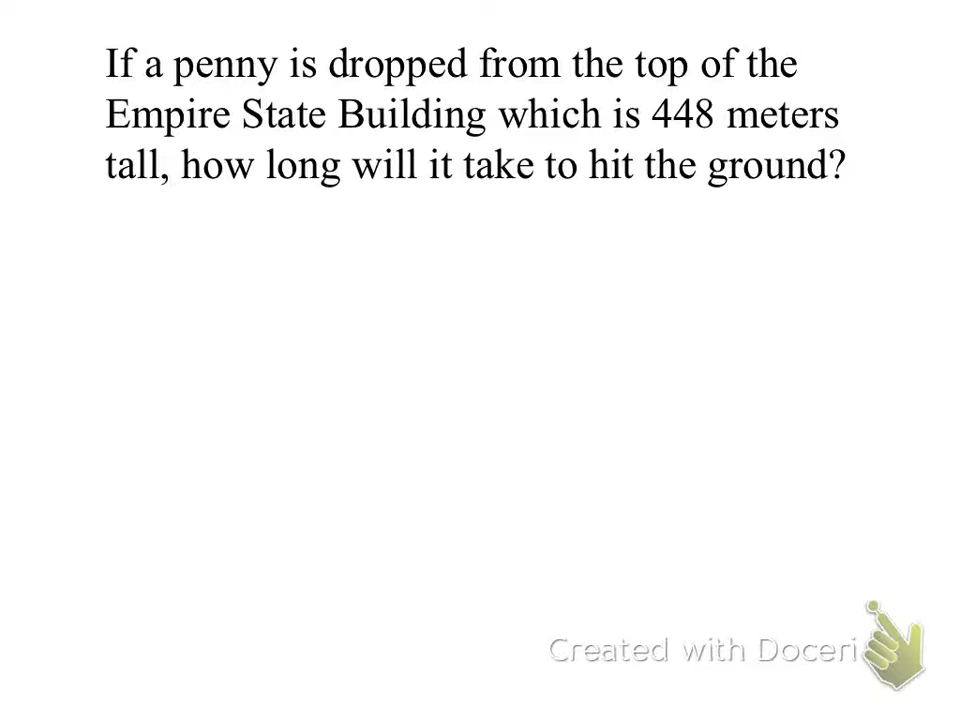 If a penny is dropped from the top of the
Empire State Building which is 448 meters
tall, how long will it take to hit the ground?
Created with Doceri